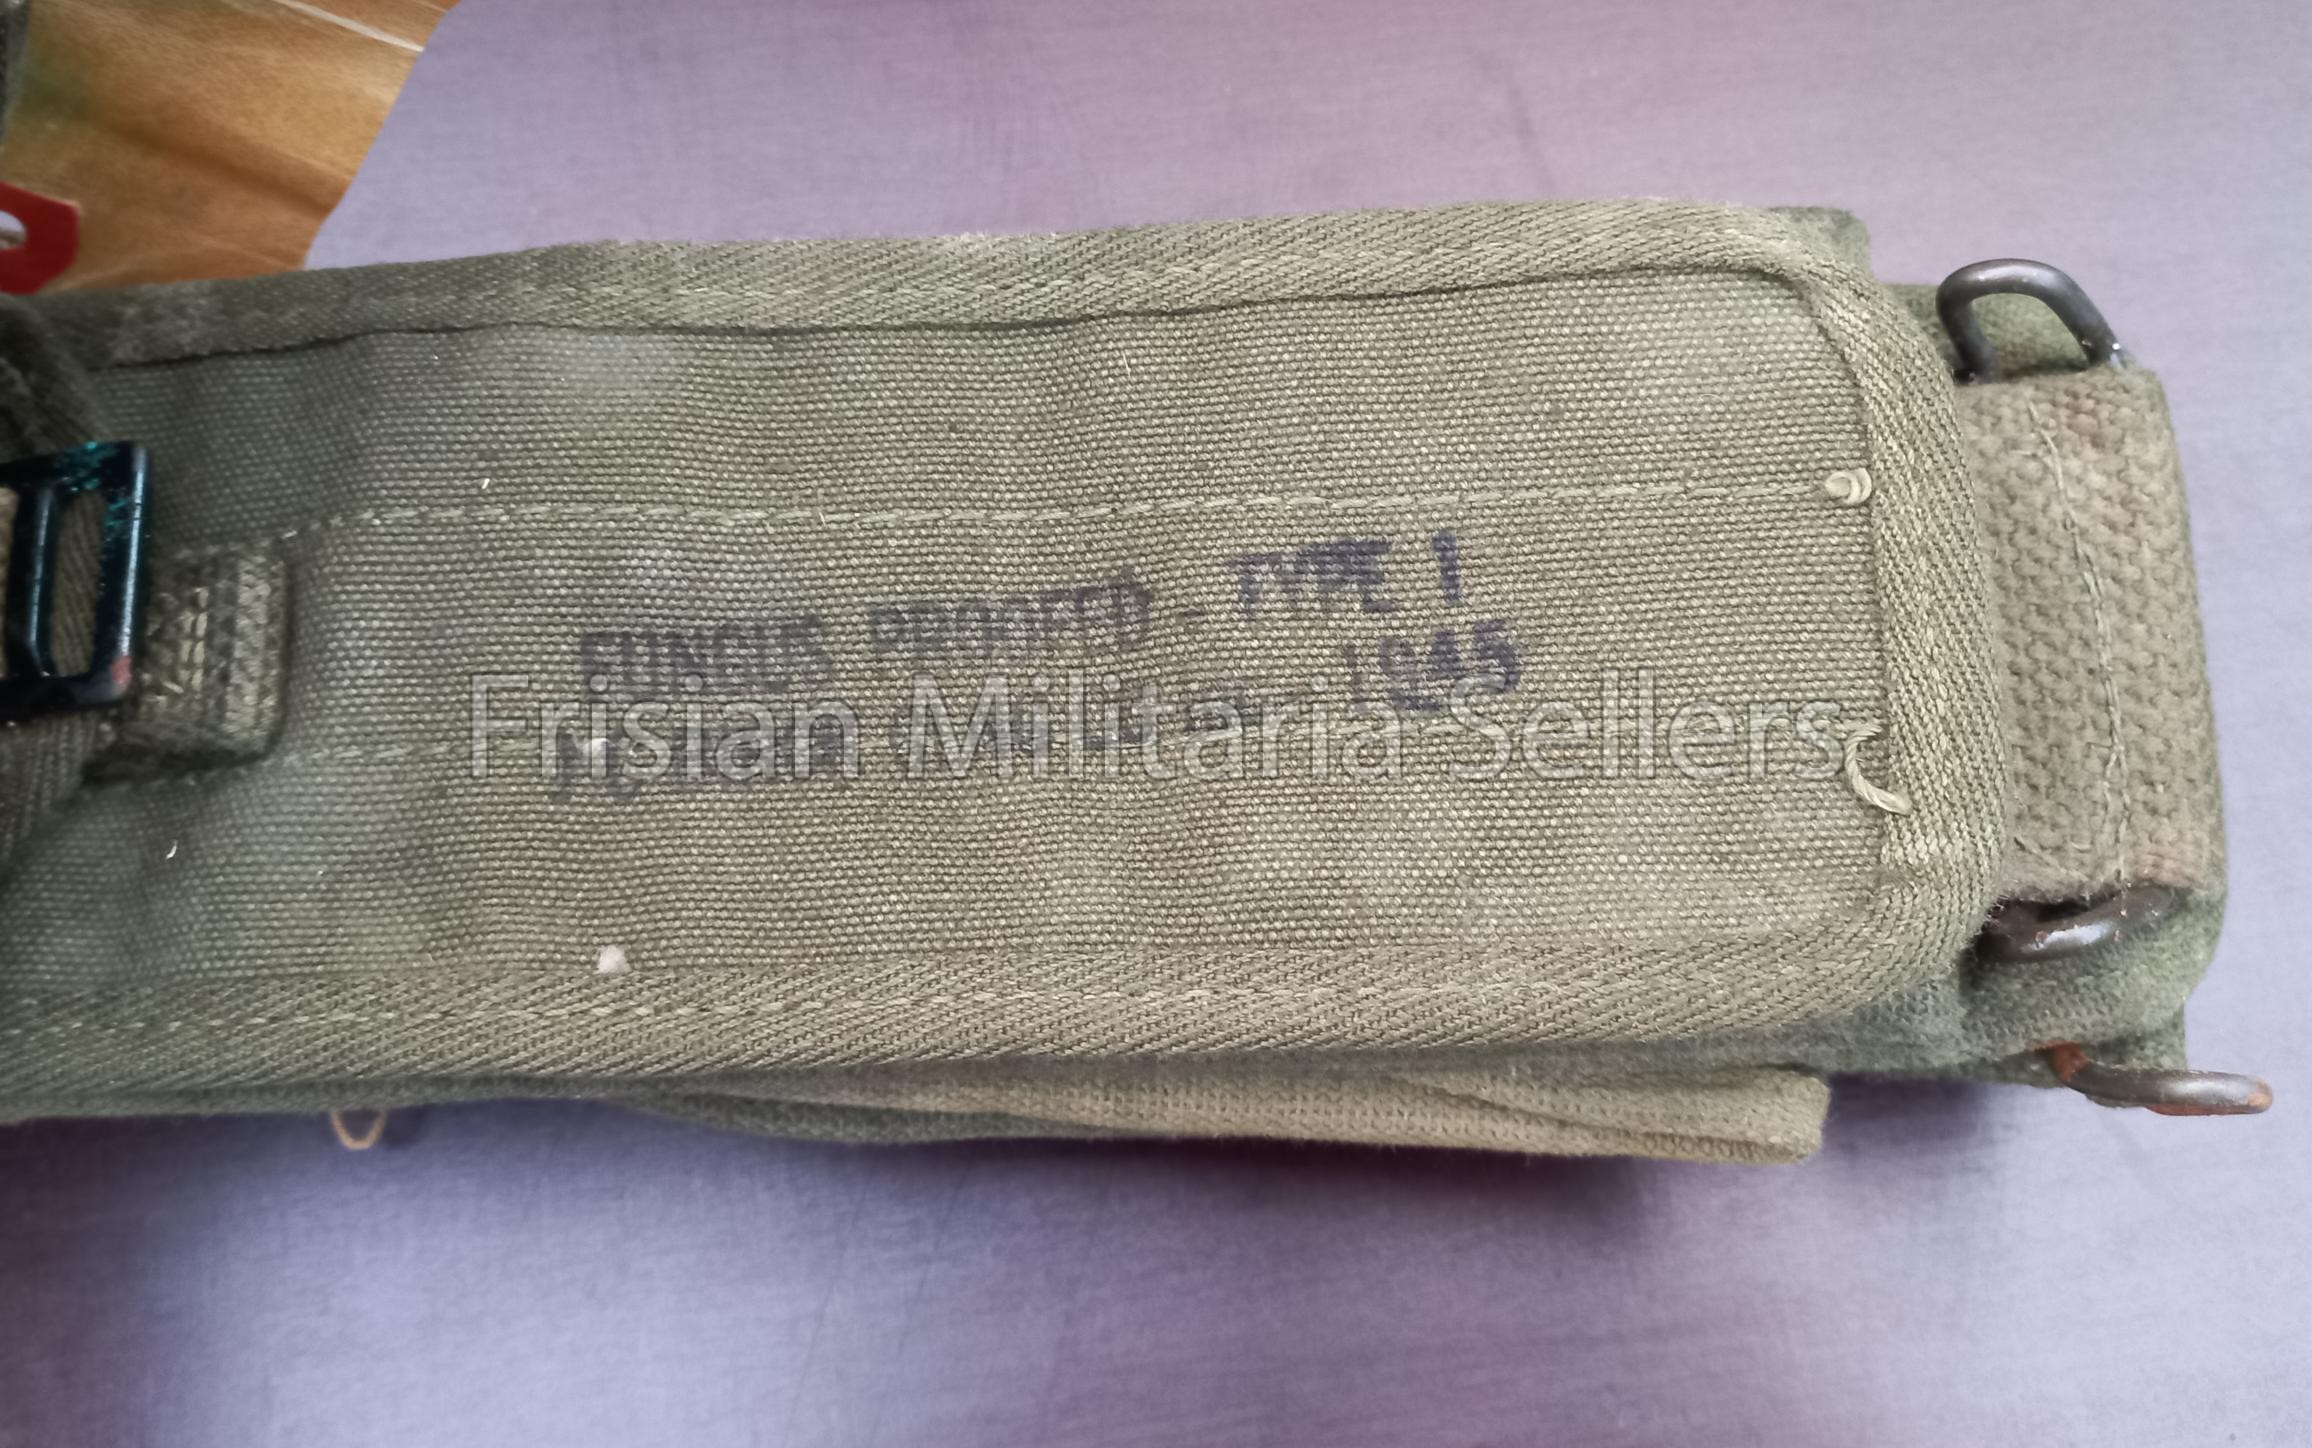 FUNGUS PROOFED - TYPE 1
1945
Frisian Militaria Sellers